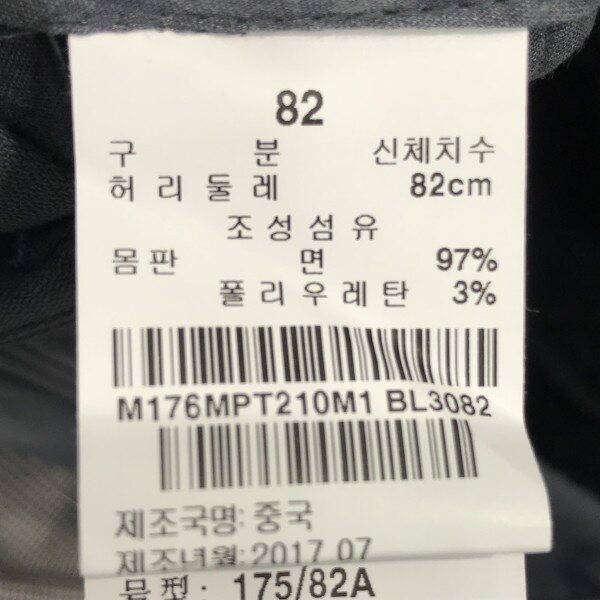 82
구 분 신체치수
허리둘레 82cm
조성섬유
몸판 면 97%
폴리우레탄 3%
M176MPT210M1 BL3082
제조국명: 중국
제조년월: 2017.07
175/82A